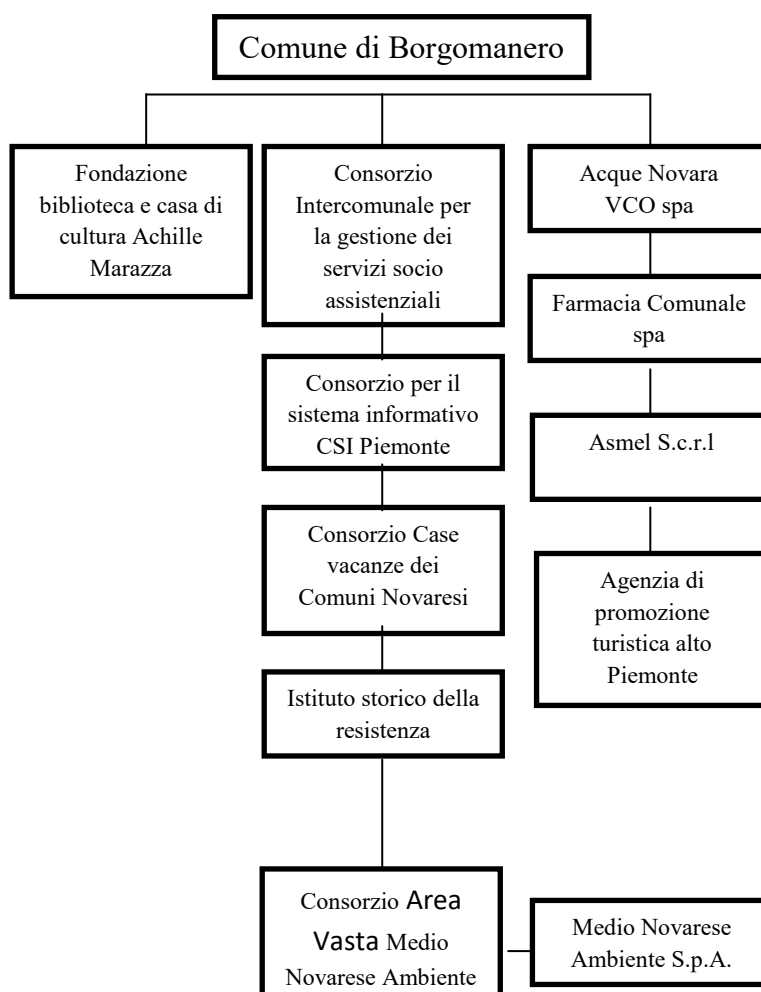 Comune di Borgomanero
Fondazione
biblioteca e casa di
cultura Achille
Marazza
Consorzio
Intercomunale per
la gestione dei
servizi socio
assistenziali
Acque Novara
VCO spa
Farmacia Comunale
spa
Consorzio per il
sistema informativo
CSI Piemonte
Asmel S.c.r.l
Consorzio Case
vacanze dei
Comuni Novaresi
Agenzia di
promozione
turistica alto
Piemonte
Istituto storico della
resistenza
Consorzio Area
Vasta Medio
Novarese Ambiente
Medio Novarese
Ambiente S.p.A.